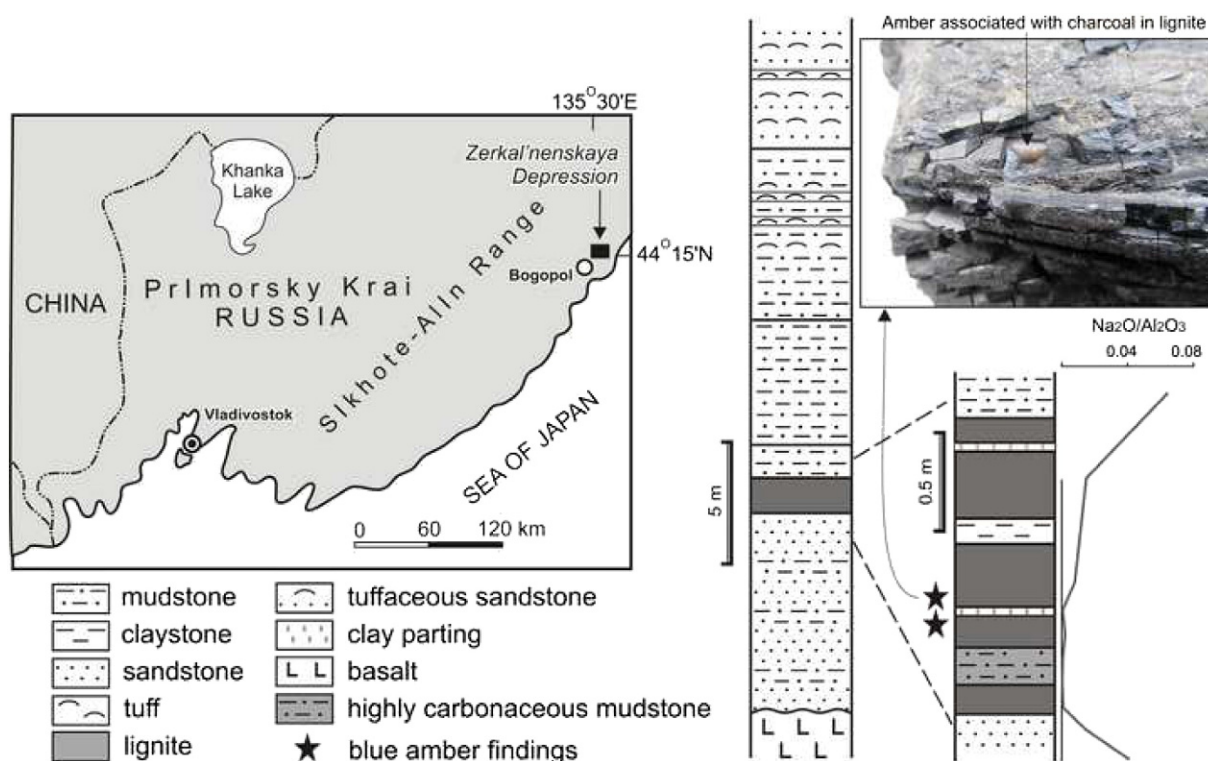 Amber associated with charcoal in lignite
135°30'E
Zerkal'nenskaya
Depression
Khanka
Lake
44°15'N
Bogopol
CHINA
PrImorsky Krai
RUSSIA
SIkhote-AlIn Range
Vladivostok
SEA OF JAPAN
0 60 120 km
mudstone
claystone
sandstone
tuff
lignite
tuffaceous sandstone
clay parting
basalt
highly carbonaceous mudstone
blue amber findings
5 m
Na2O/Al2O3
0.04 0.08
0.5 m